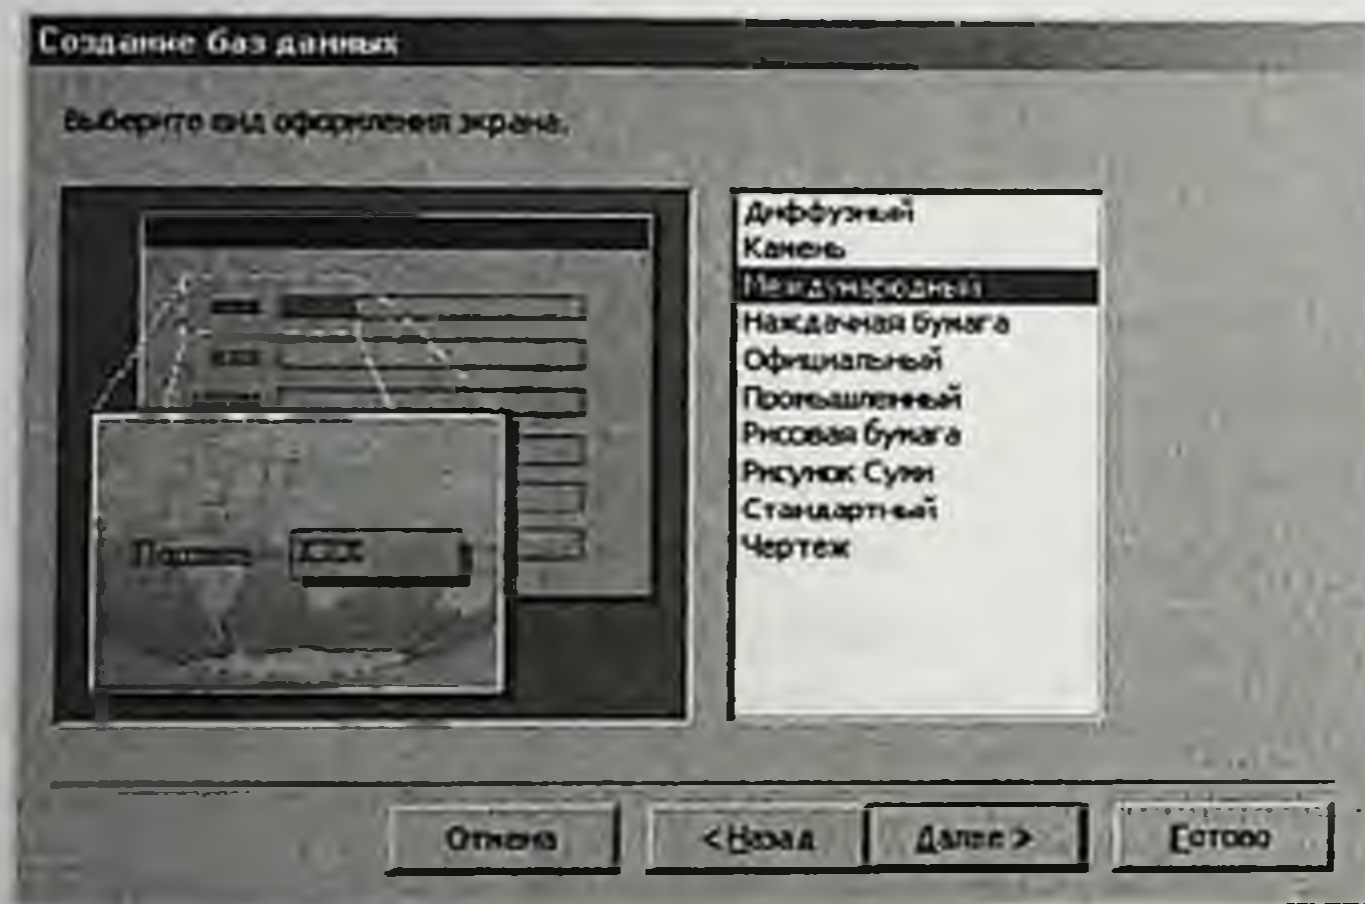 Создание баз данных
Выберите вид оформления экрана.
Диффузный
Камень
Международный
Наждачная бумага
Официальный
Промышленный
Рисовая бумага
Рисунок Суми
Стандартный
Чертеж
Отмена
< Назад
Далее >
Готово